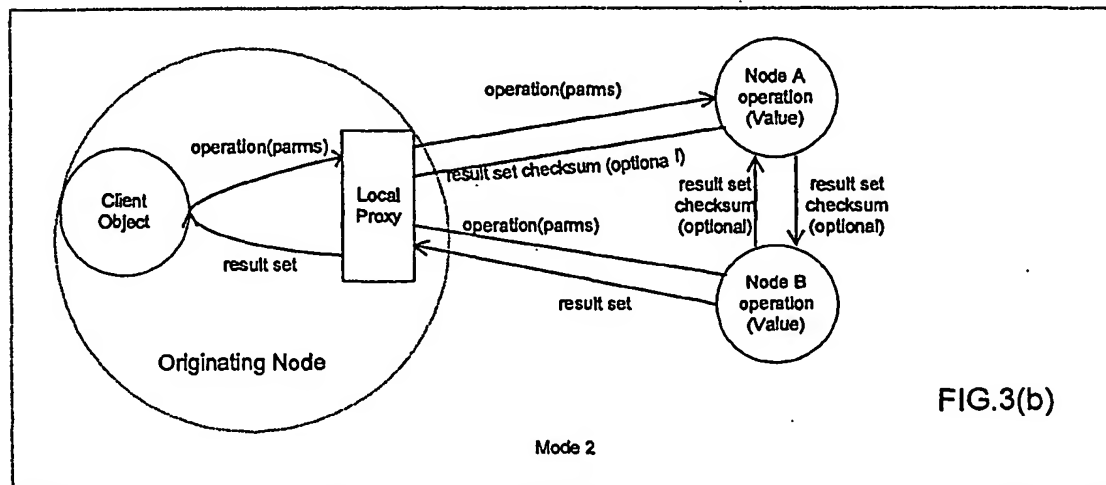 Node A
operation
(Value)
operation(parms)
operation(parms)
result set checksum (optional)
Client
Object
Local
Proxy
result set
checksum
(optional)
result set
checksum
(optional)
operation(parms)
result set
result set
Node B
operation
(Value)
Originating Node
FIG.3(b)
Mode 2